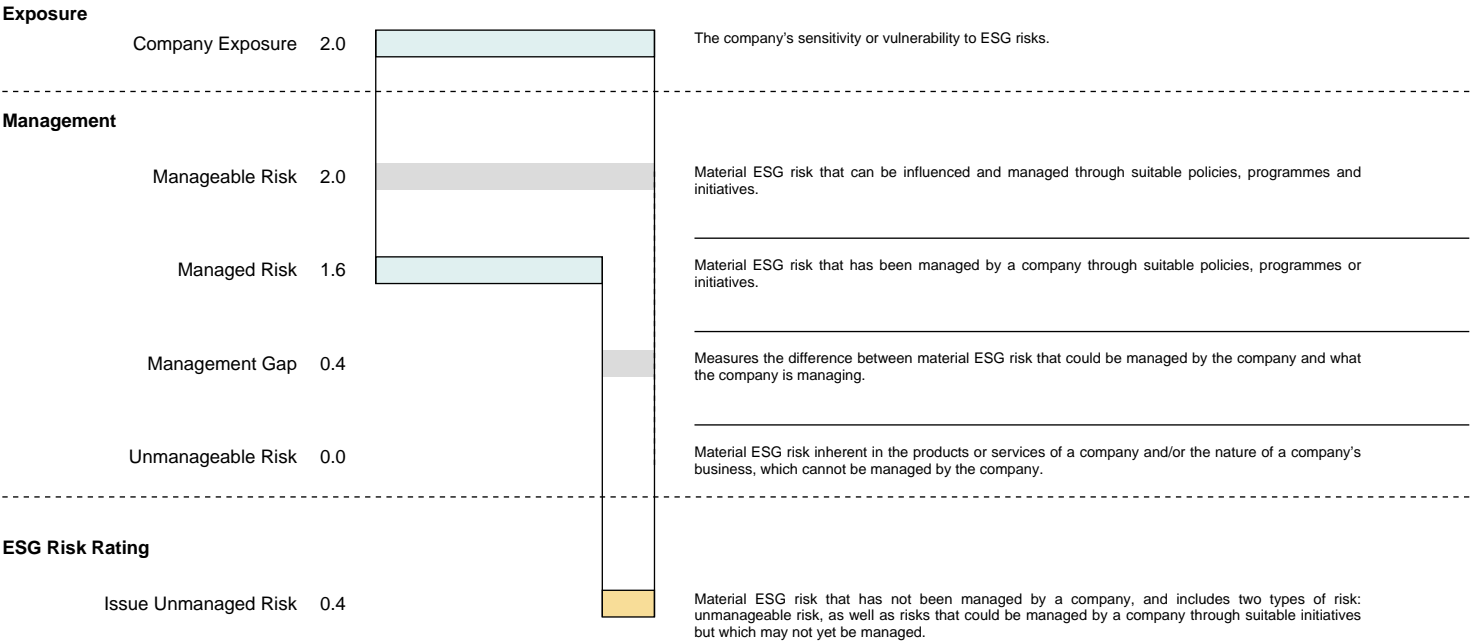 Exposure
Company Exposure 2.0
The company’s sensitivity or vulnerability to ESG risks.
Management
Manageable Risk 2.0
Material ESG risk that can be influenced and managed through suitable policies, programmes and
initiatives.
Managed Risk 1.6
Material ESG risk that has been managed by a company through suitable policies, programmes or
initiatives.
Management Gap 0.4
Measures the difference between material ESG risk that could be managed by the company and what
the company is managing.
Unmanageable Risk 0.0
Material ESG risk inherent in the products or services of a company and/or the nature of a company’s
business, which cannot be managed by the company.
ESG Risk Rating
Issue Unmanaged Risk 0.4
Material ESG risk that has not been managed by a company, and includes two types of risk:
unmanageable risk, as well as risks that could be managed by a company through suitable initiatives
but which may not yet be managed.